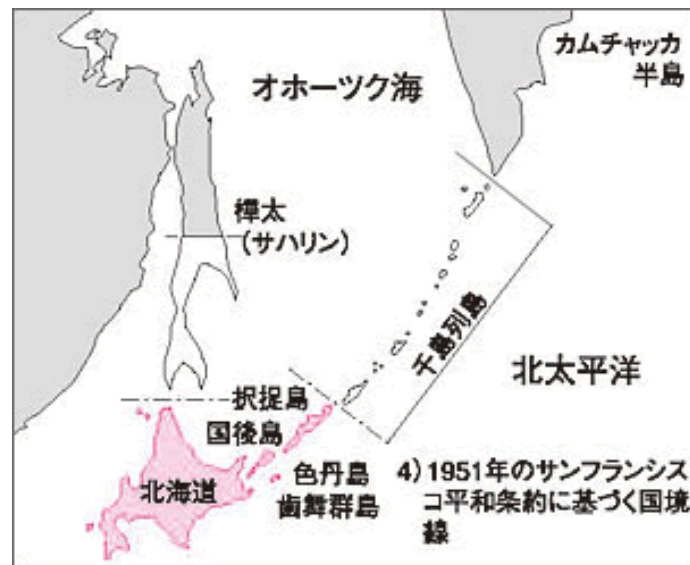 カムチャッカ
半島
オホーツク海
樺太
(サハリン)
千島列島
北太平洋
択捉島
国後島
色丹島
歯舞群島
北海道
4) 1951年のサンフランシス
コ平和条約に基づく国境
線